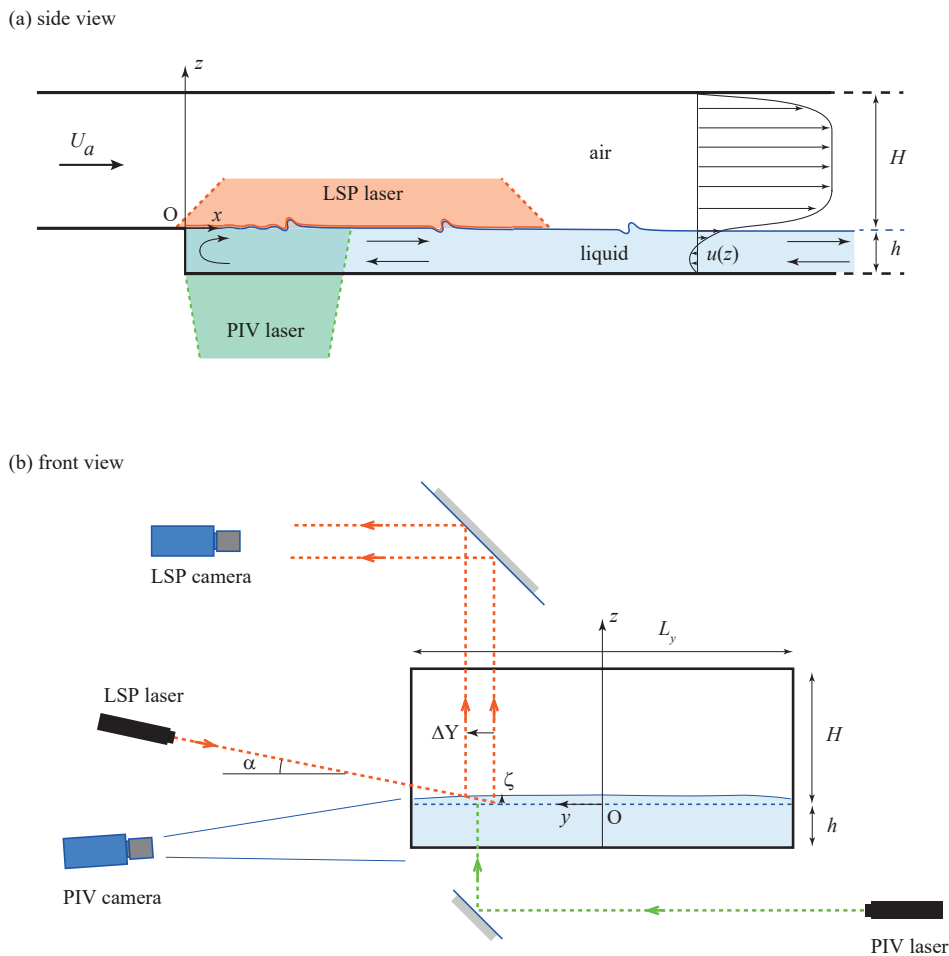 (a) side view
z
U_a
air
H
LSP laser
O
x
liquid
u(z)
h
PIV laser
(b) front view
LSP camera
z
L_y
LSP laser
ΔY
H
α
ζ
y
O
h
PIV camera
PIV laser